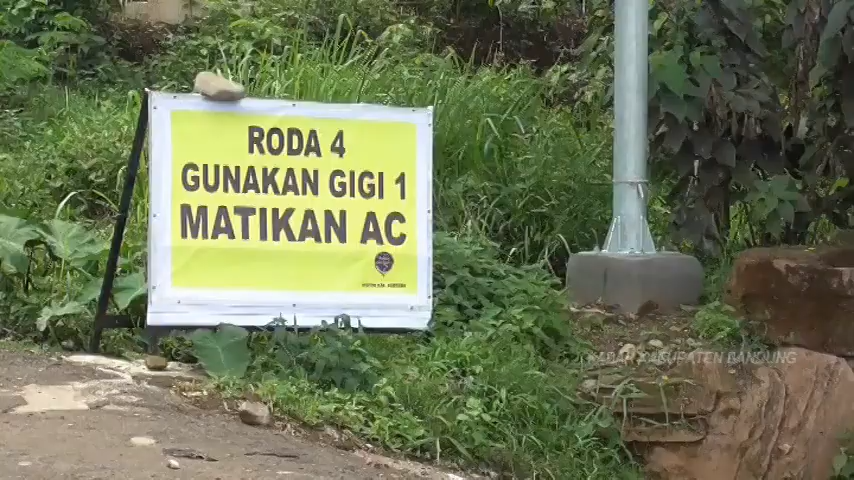 RODA 4
GUNAKAN GIGI 1
MATIKAN AC
KABAR KABUPATEN BANDUNG